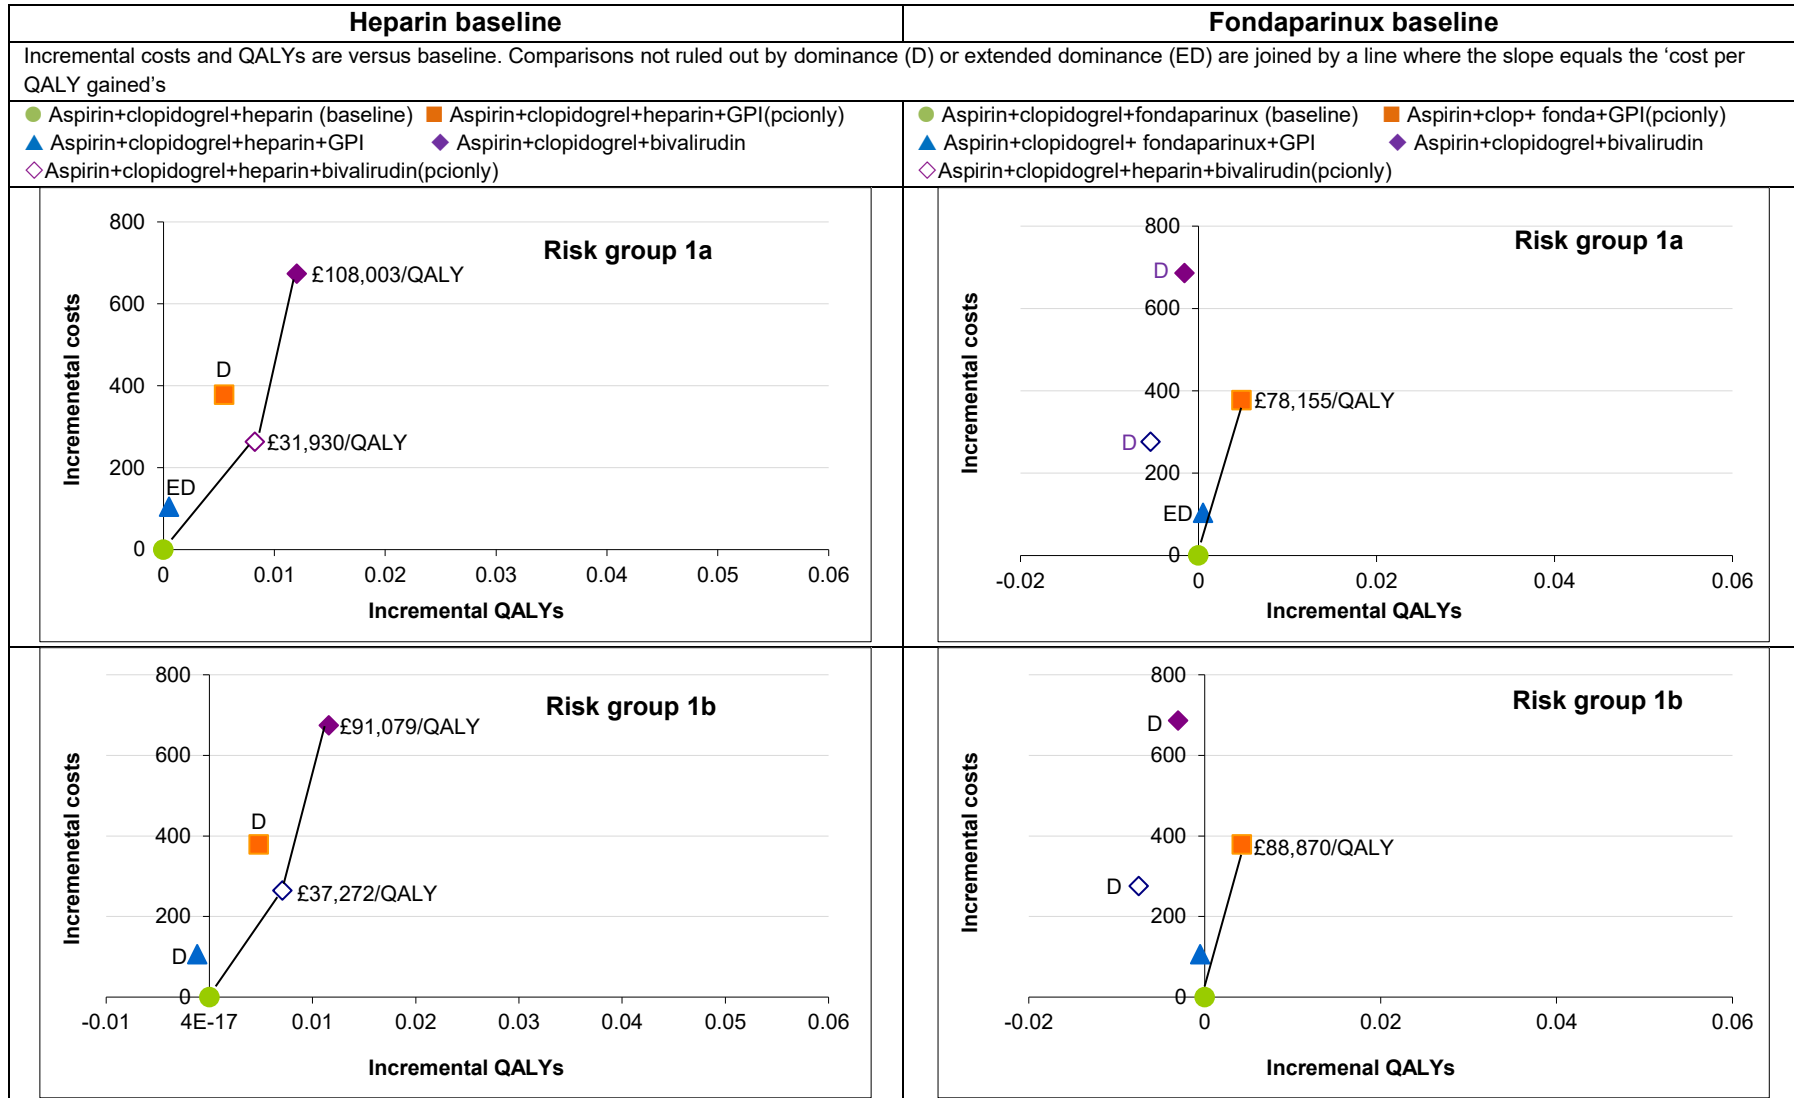 Heparin baseline
Fondaparinux baseline
Incremental costs and QALYs are versus baseline. Comparisons not ruled out by dominance (D) or extended dominance (ED) are joined by a line where the slope equals the ‘cost per
QALY gained’s
Aspirin+clopidogrel+heparin (baseline) Aspirin+clopidogrel+heparin+GPI(pcionly)
Aspirin+clopidogrel+heparin+GPI Aspirin+clopidogrel+bivalirudin
Aspirin+clopidogrel+heparin+bivalirudin(pcionly)
Aspirin+clopidogrel+fondaparinux (baseline) Aspirin+clop+ fonda+GPI(pcionly)
Aspirin+clopidogrel+ fondaparinux+GPI Aspirin+clopidogrel+bivalirudin
Aspirin+clopidogrel+heparin+bivalirudin(pcionly)
Risk group 1a
Incremenetal costs
800
600
400
200
0
£108,003/QALY
D
£31,930/QALY
ED
0 0.01 0.02 0.03 0.04 0.05 0.06
Incremental QALYs
Risk group 1a
Incremental costs
800
600
400
200
0
D
£78,155/QALY
D
ED
-0.02 0 0.02 0.04 0.06
Incremental QALYs
Risk group 1b
Incremenetal costs
800
600
400
200
0
£91,079/QALY
D
£37,272/QALY
D
-0.01 4E-17 0.01 0.02 0.03 0.04 0.05 0.06
Incremental QALYs
Risk group 1b
Incremental costs
800
600
400
200
0
D
£88,870/QALY
D
-0.02 0 0.02 0.04 0.06
Incremenal QALYs